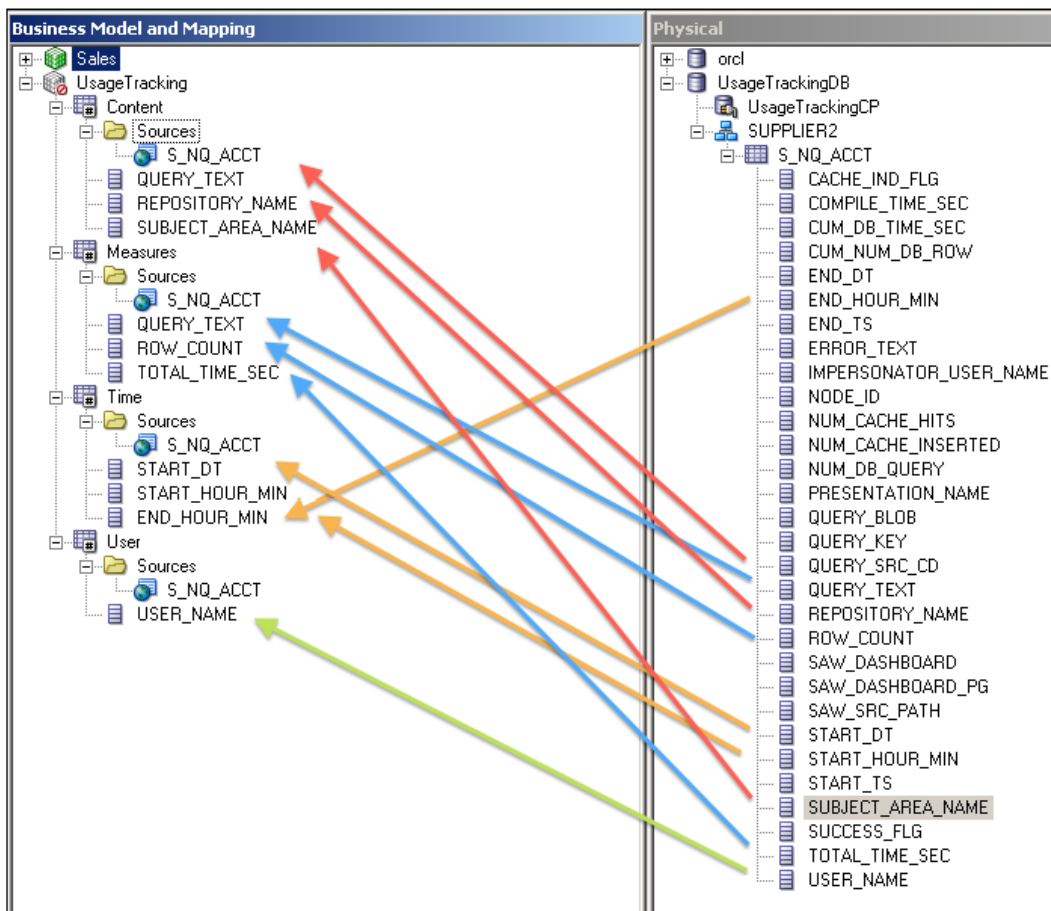 Business Model and Mapping
Sales
UsageTracking
Content
Sources
S_NQ_ACCT
QUERY_TEXT
REPOSITORY_NAME
SUBJECT_AREA_NAME
Measures
Sources
S_NQ_ACCT
QUERY_TEXT
ROW_COUNT
TOTAL_TIME_SEC
Time
Sources
S_NQ_ACCT
START_DT
START_HOUR_MIN
END_HOUR_MIN
User
Sources
S_NQ_ACCT
USER_NAME
Physical
orcl
UsageTrackingDB
UsageTrackingCP
SUPPLIER2
S_NQ_ACCT
CACHE_IND_FLG
COMPILE_TIME_SEC
CUM_DB_TIME_SEC
CUM_NUM_DB_ROW
END_DT
END_HOUR_MIN
END_TS
ERROR_TEXT
IMPERSONATOR_USER_NAME
NODE_ID
NUM_CACHE_HITS
NUM_CACHE_INSERTED
NUM_DB_QUERY
PRESENTATION_NAME
QUERY_BLOB
QUERY_KEY
QUERY_SRC_CD
QUERY_TEXT
REPOSITORY_NAME
ROW_COUNT
SAW_DASHBOARD
SAW_DASHBOARD_PG
SAW_SRC_PATH
START_DT
START_HOUR_MIN
START_TS
SUBJECT_AREA_NAME
SUCCESS_FLG
TOTAL_TIME_SEC
USER_NAME